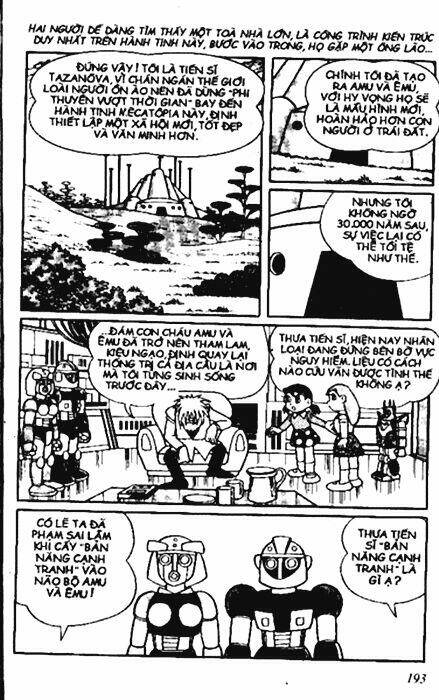 HAI NGƯỜI DỄ DÀNG TÌM THẤY MỘT TOÀ NHÀ LỚN, LÀ CÔNG TRÌNH KIẾN TRÚC
DUY NHẤT TRÊN HÀNH TINH NÀY, BƯỚC VÀO TRONG, HỌ GẶP MỘT ÔNG LÃO...
ĐÚNG VẬY! TÔI LÀ TIẾN SĨ
TAZANÔVA, VÌ CHÁN NGÁN THẾ GIỚI
LOÀI NGƯỜI ỒN ÀO NÊN ĐÃ DÙNG "PHI
THUYỀN VƯỢT THỜI GIAN" BAY ĐẾN
HÀNH TINH MÊCATÔPIA NÀY, ĐỊNH
THIẾT LẬP MỘT XÃ HỘI MỚI, TỐT ĐẸP
VÀ VĂN MINH HƠN.
CHÍNH TÔI ĐÃ TẠO
RA AMU VÀ ÊMU,
VỚI HY VỌNG HỌ SẼ
LÀ MẪU HÌNH MỚI,
HOÀN HẢO HƠN CON
NGƯỜI Ở TRÁI ĐẤT.
NHƯNG TÔI
KHÔNG NGỜ
30.000 NĂM SAU,
SỰ VIỆC LẠI CÓ
THỂ TỒI TỆ
NHƯ THẾ.
...ĐÁM CON CHÁU AMU VÀ
ÊMU ĐÃ TRỞ NÊN THAM LAM,
KIÊU NGẠO, ĐỊNH QUAY LẠI
THỐNG TRỊ CẢ ĐỊA CẦU LÀ NƠI
MÀ TÔI TỪNG SINH SỐNG
TRƯỚC ĐÂY...
THƯA TIẾN SĨ, HIỆN NAY NHÂN
LOẠI ĐANG ĐỨNG BÊN BỜ VỰC
NGUY HIỂM. LIỆU CÓ CÁCH
NÀO CỨU VÃN ĐƯỢC TÌNH THẾ
KHÔNG Ạ?
CÓ LẼ TA ĐÃ
PHẠM SAI LẦM
KHI CẤY "BẢN
NĂNG CẠNH
TRANH" VÀO
NÃO BỘ AMU
VÀ ÊMU!
THƯA TIẾN
SĨ "BẢN
NĂNG CẠNH
TRANH" LÀ
GÌ Ạ?
193